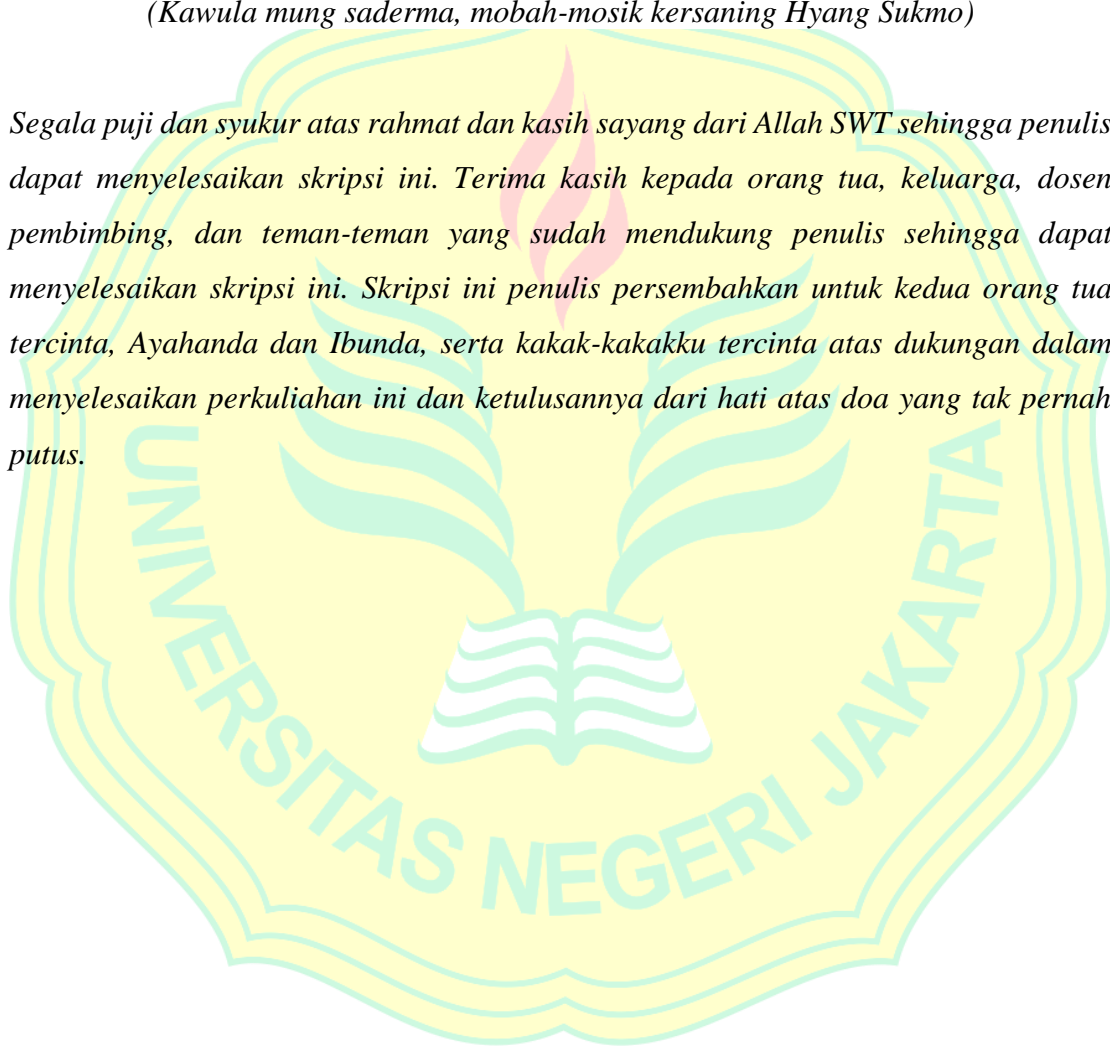 (Kawula mung saderma, mobah-mosik kersaning Hyang Sukmo)
Segala puji dan syukur atas rahmat dan kasih sayang dari Allah SWT sehingga penulis
dapat menyelesaikan skripsi ini. Terima kasih kepada orang tua, keluarga, dosen
pembimbing, dan teman-teman yang sudah mendukung penulis sehingga dapat
menyelesaikan skripsi ini. Skripsi ini penulis persembahkan untuk kedua orang tua
tercinta, Ayahanda dan Ibunda, serta kakak-kakakku tercinta atas dukungan dalam
menyelesaikan perkuliahan ini dan ketulusannya dari hati atas doa yang tak pernah
putus.
UNIVERSITAS NEGERI JAKARTA